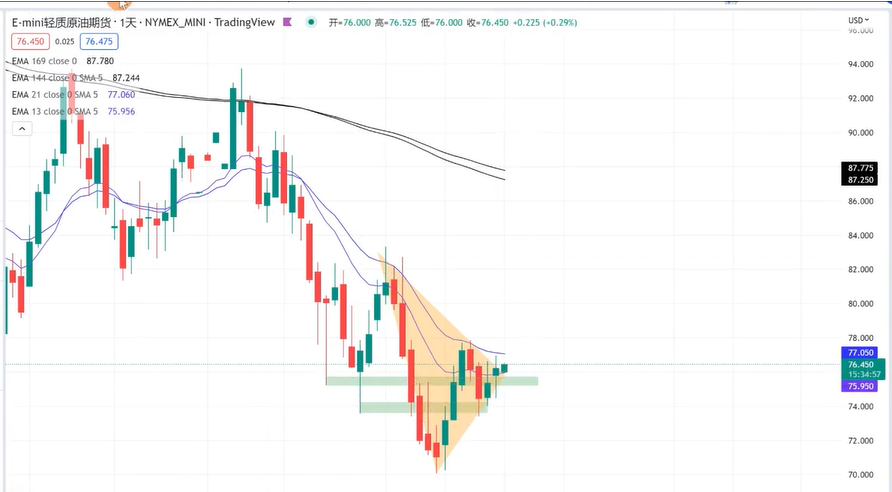 E-mini轻质原油期货 · 1天 · NYMEX_MINI · TradingView 开=76.000 高=76.525 低=76.000 收=76.450 +0.225 (+0.29%)
USD
96.000
76.450 0.025 76.475
EMA 169 close 0 87.780
94.000
EMA 144 close 0 SMA 5 87.244
EMA 21 close 0 SMA 5 77.060
92.000
EMA 13 close 0 SMA 5 75.956
90.000
87.775
87.250
86.000
84.000
82.000
80.000
78.000
77.050
76.450
15:34:57
75.950
74.000
72.000
70.000